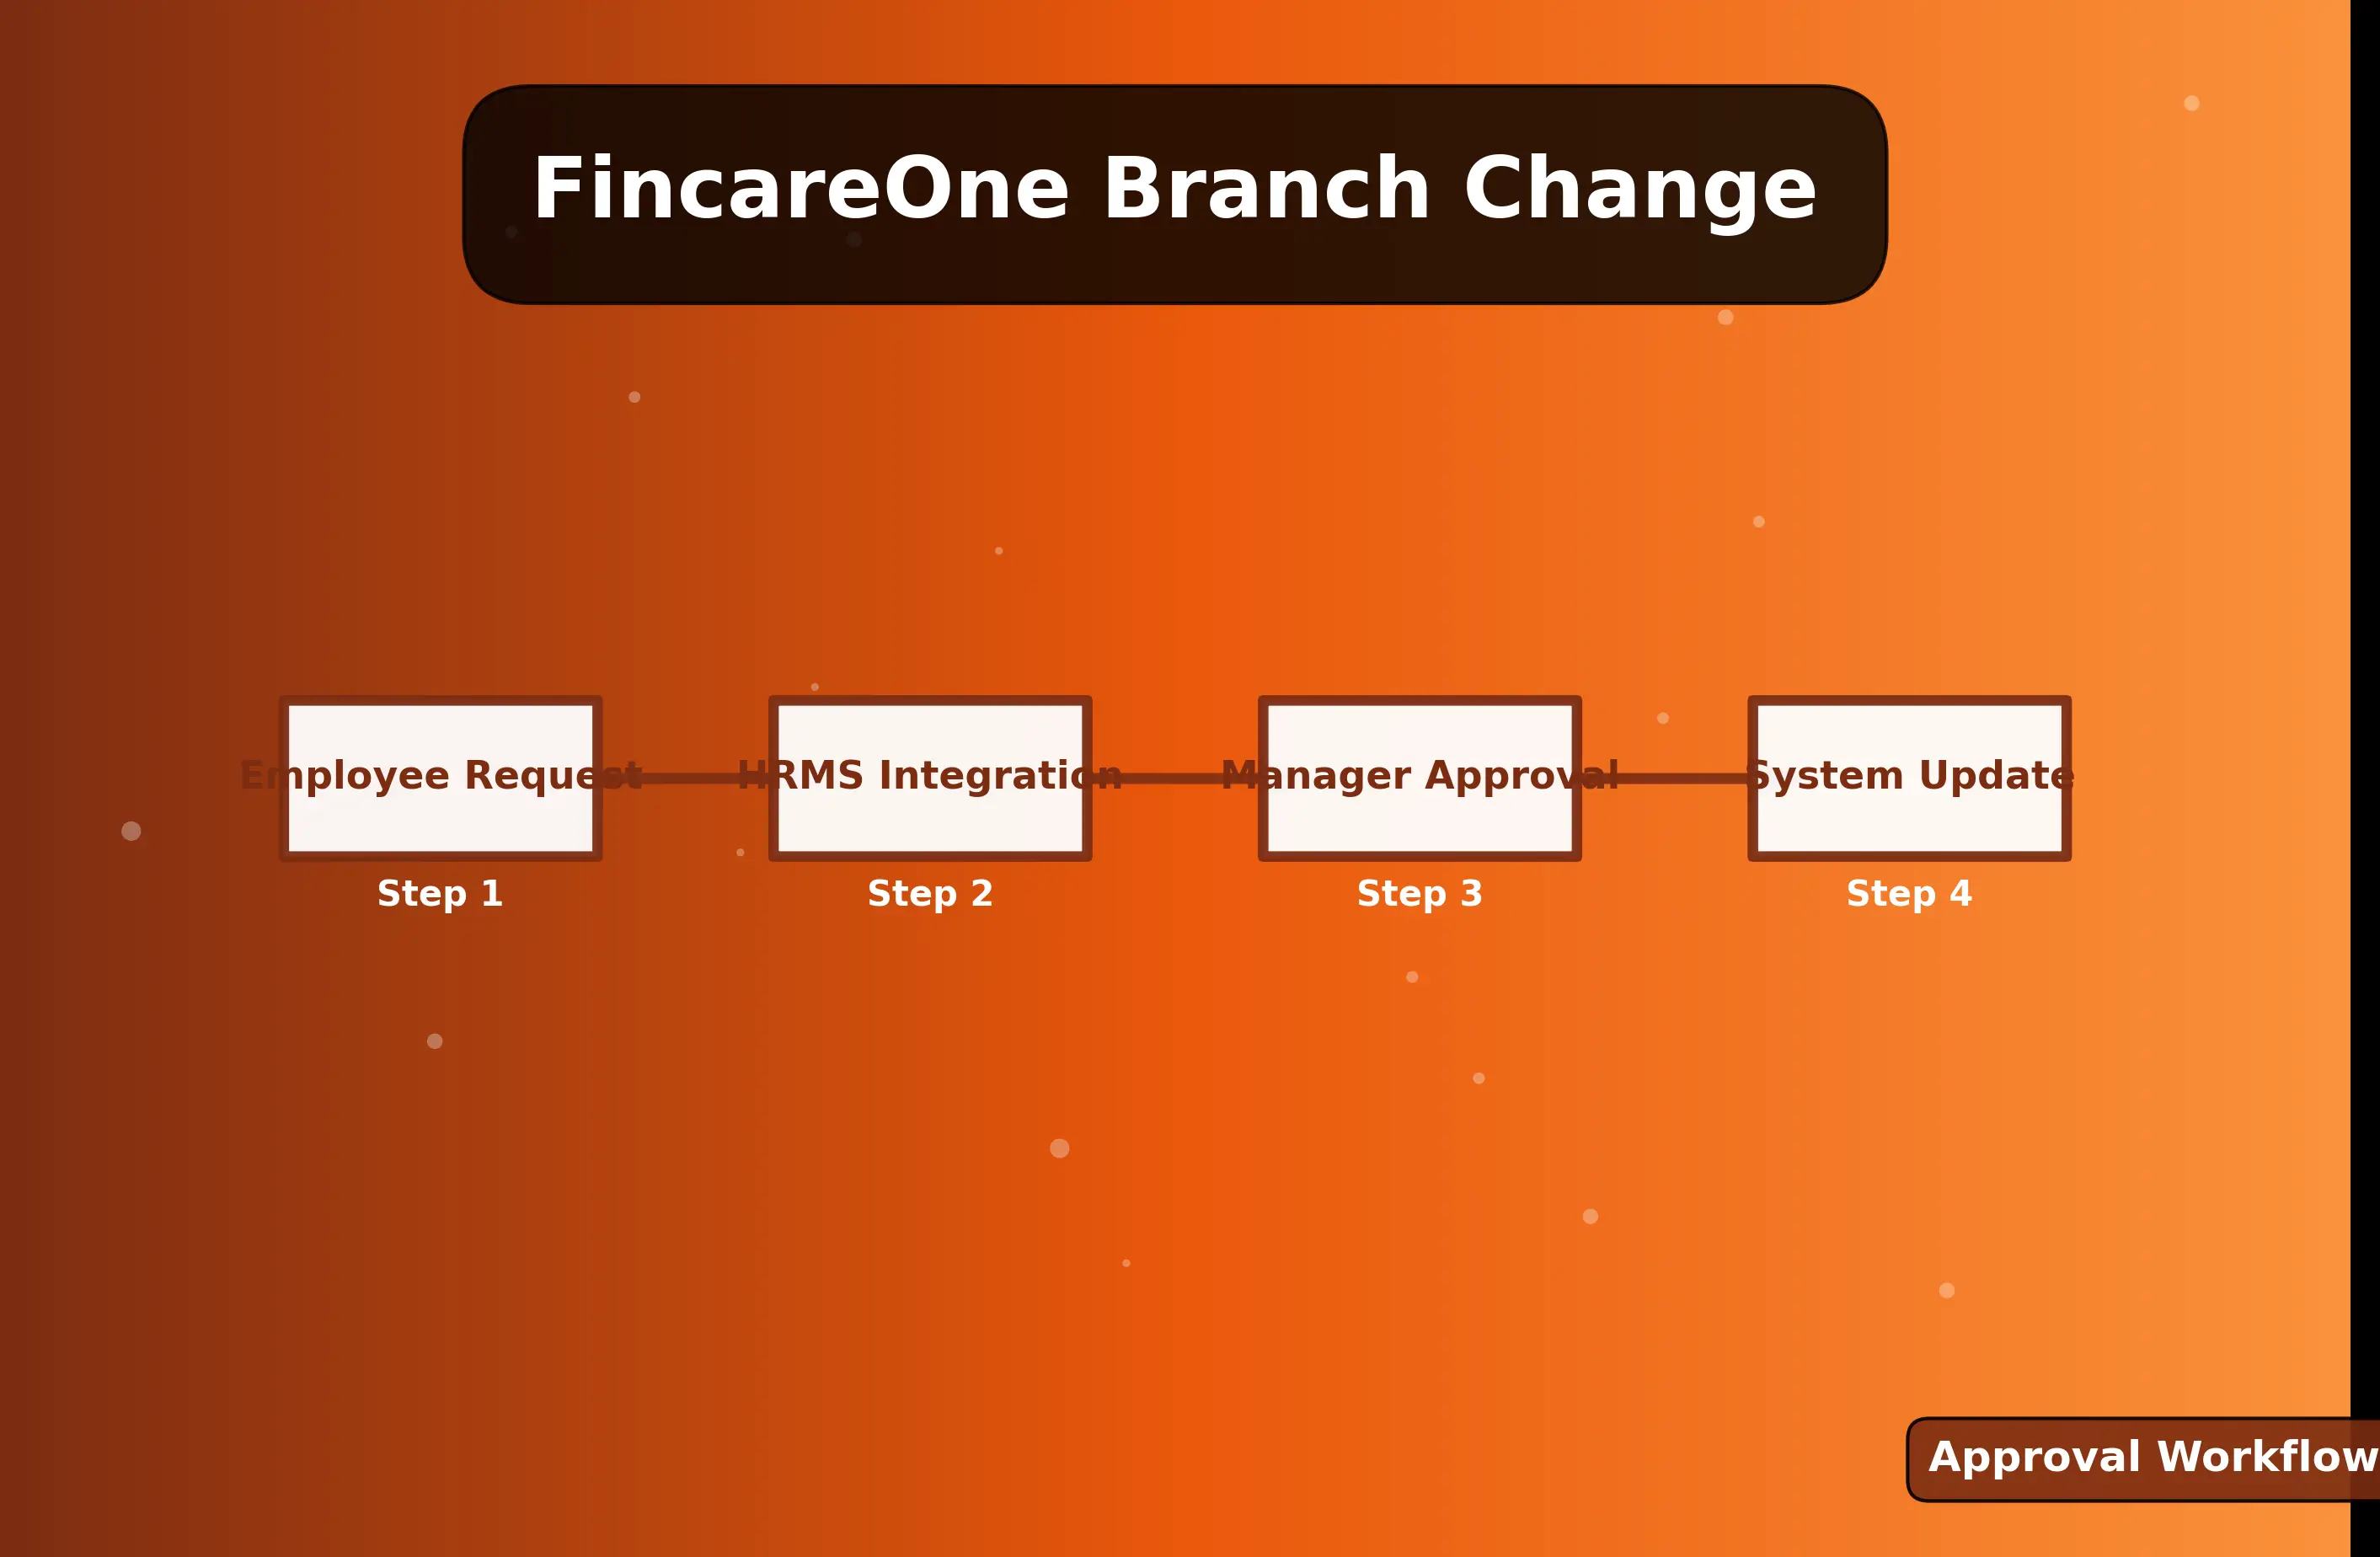 FincareOne Branch Change
Employee Request
HRMS Integration
Manager Approval
System Update
Step 1
Step 2
Step 3
Step 4
Approval Workflow